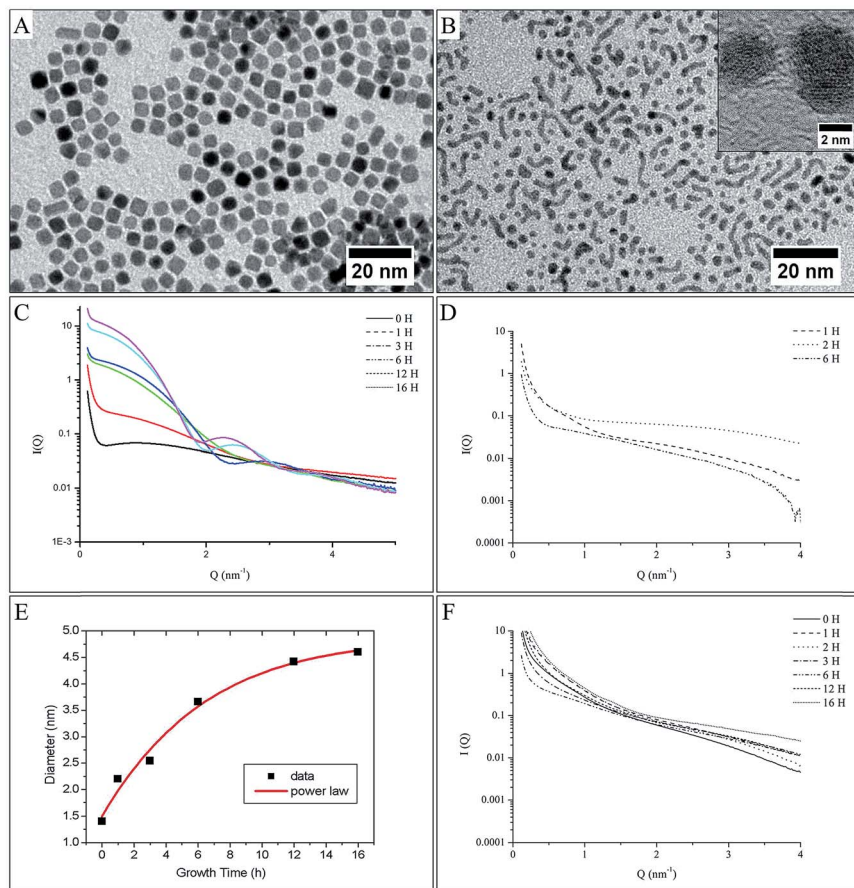 A
20 nm
B
2 nm
20 nm
C
I(Q)
10
1
0.1
0.01
1E-3
0 2 4
Q (nm⁻¹)
0 H
1 H
3 H
6 H
12 H
16 H
D
I(Q)
10
1
0.1
0.01
0.001
0.0001
0 1 2 3 4
Q (nm⁻¹)
1 H
2 H
6 H
E
Diameter (nm)
5.0
4.5
4.0
3.5
3.0
2.5
2.0
1.5
1.0
0 2 4 6 8 10 12 14 16
Growth Time (h)
data
power law
F
I (Q)
10
1
0.1
0.01
0.001
0.0001
0 1 2 3 4
Q (nm⁻¹)
0 H
1 H
2 H
3 H
6 H
12 H
16 H